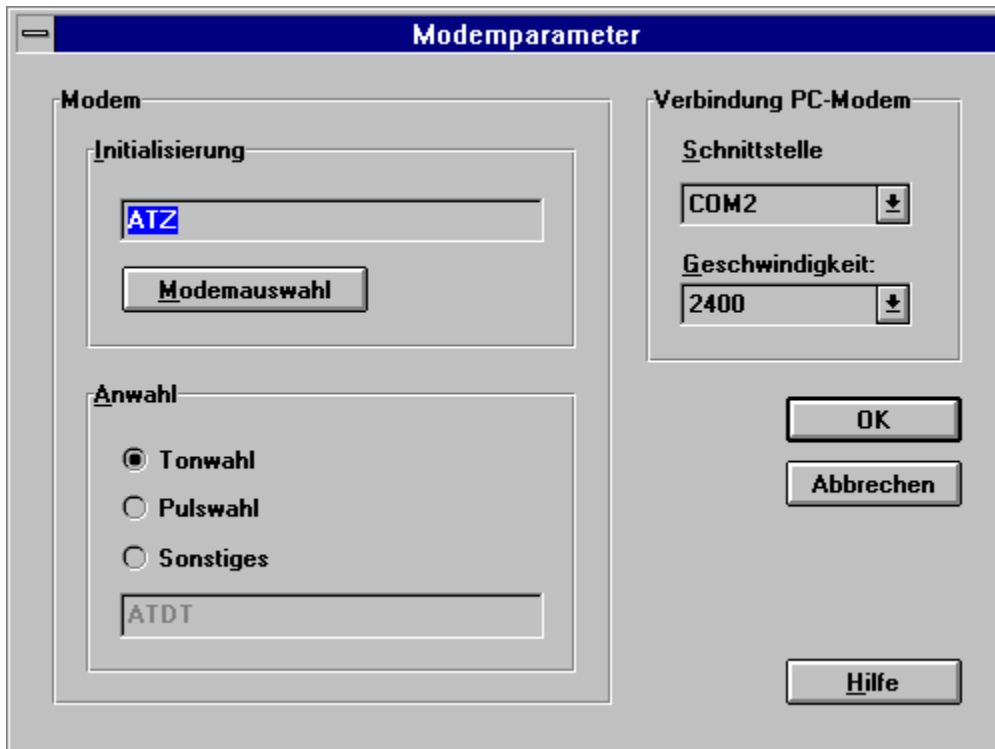 Modemparameter
Modem
Initialisierung
ATZ
Modemauswahl
Anwahl
Tonwahl
Pulswahl
Sonstiges
ATDT
Verbindung PC-Modem
Schnittstelle
COM2
Geschwindigkeit:
2400
OK
Abbrechen
Hilfe